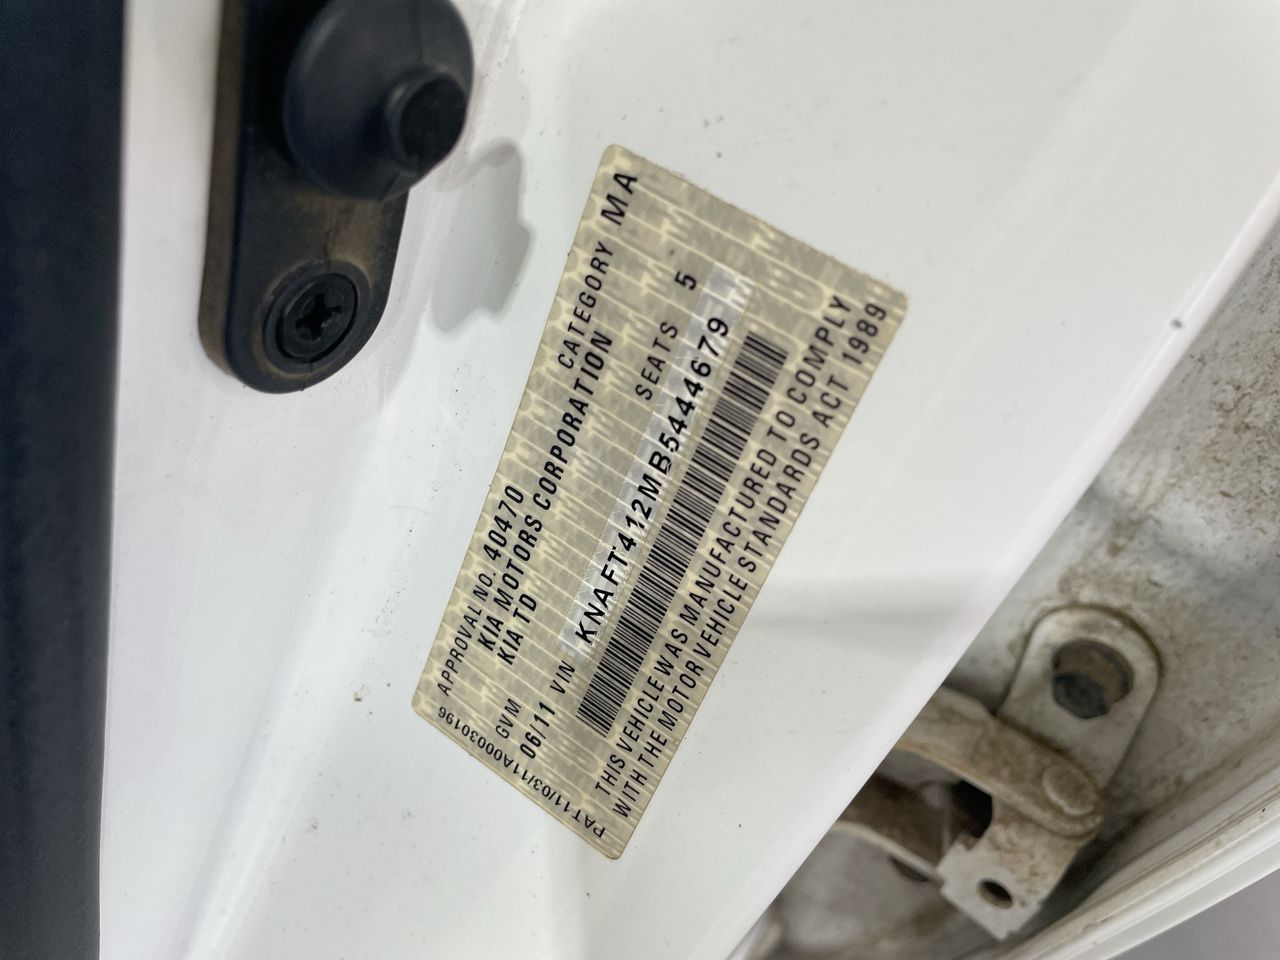 APPROVAL NO. 40470 CATEGORY MA
KIA MOTORS CORPORATION
KIA TD SEATS 5
GVM
06/11 VIN KNAFT412MB5444679
THIS VEHICLE WAS MANUFACTURED TO COMPLY
WITH THE MOTOR VEHICLE STANDARDS ACT 1989
PAT11/03/11A00030196